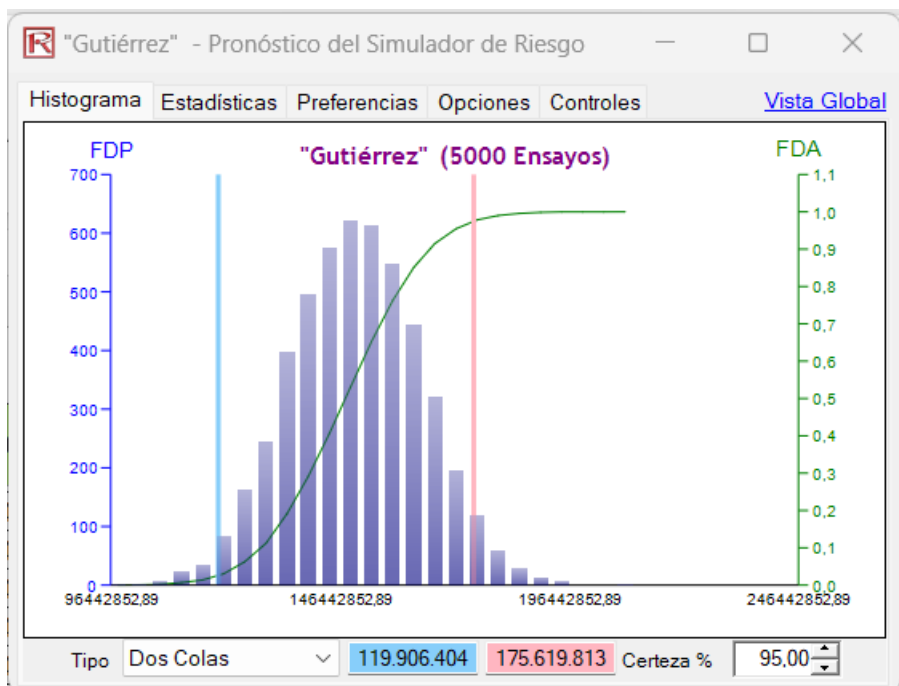 "Gutiérrez" - Pronóstico del Simulador de Riesgo
Histograma Estadísticas Preferencias Opciones Controles Vista Global
FDP "Gutiérrez" (5000 Ensayos) FDA
700 1,1
1,0
600 0,9
500 0,8
0,7
400 0,6
300 0,5
0,4
200 0,3
100 0,2
0,1
0 0,0
96442852,89 146442852,89 196442852,89 246442852,89
Tipo Dos Colas 119.906.404 175.619.813 Certeza % 95,00